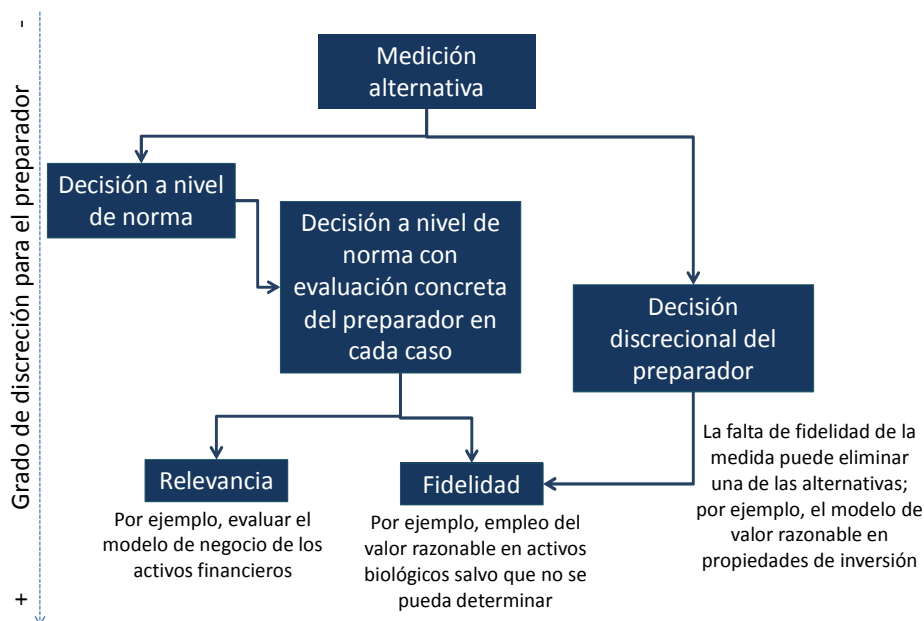 -
Grado de discreción para el preparador
+
Medición
alternativa
Decisión a nivel
de norma
Decisión a nivel de
norma con
evaluación concreta
del preparador en
cada caso
Decisión
discrecional del
preparador
Relevancia
Por ejemplo, evaluar el
modelo de negocio de los
activos financieros
Fidelidad
Por ejemplo, empleo del
valor razonable en activos
biológicos salvo que no se
pueda determinar
La falta de fidelidad de la
medida puede eliminar
una de las alternativas;
por ejemplo, el modelo de
valor razonable en
propiedades de inversión